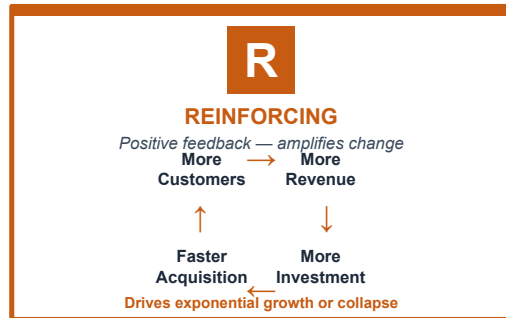 R
REINFORCING
Positive feedback — amplifies change
More
Customers
→
More
Revenue
↑
↓
Faster
Acquisition
←
More
Investment
Drives exponential growth or collapse